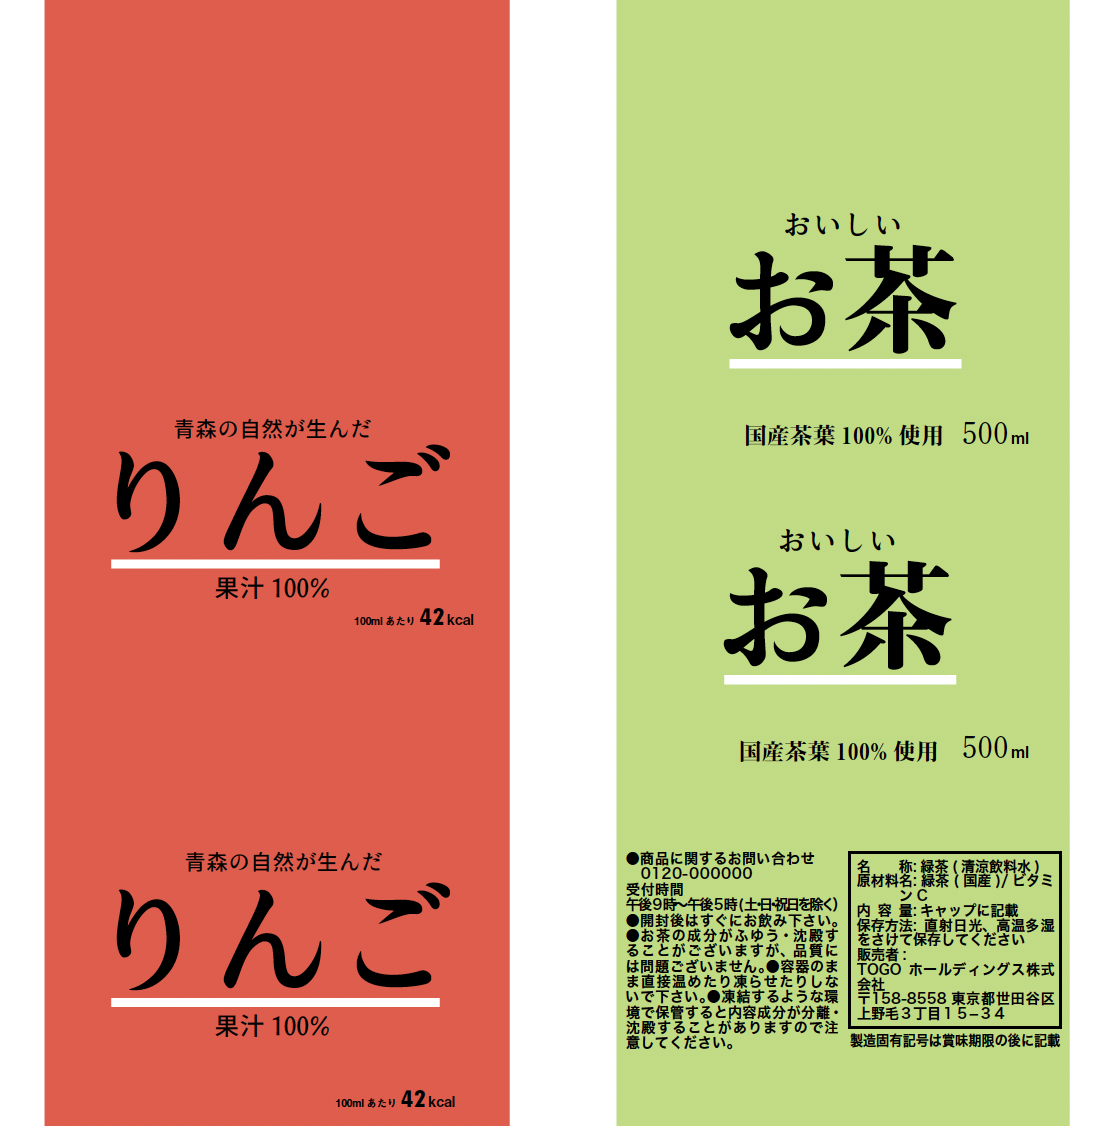 青森の自然が生んだ
りんご
果汁 100%
100ml あたり 42 kcal
青森の自然が生んだ
りんご
果汁 100%
100ml あたり 42 kcal
おいしい
お茶
国産茶葉 100% 使用 500 ml
おいしい
お茶
国産茶葉 100% 使用 500 ml
●商品に関するお問い合わせ
0120-000000
受付時間
午後9時〜午後5時(土・日・祝日を除く)
●開封後はすぐにお飲み下さい。
●お茶の成分がふゆう・沈殿す
ることがございますが、品質に
は問題ございません。●容器のま
ま直接温めたり凍らせたりしな
いで下さい。●凍結するような環
境で保管すると内容成分が分離・
沈殿することがありますので注
意してください。
名 称: 緑茶 ( 清涼飲料水 )
原材料名: 緑茶 ( 国産 )/ ビタミ
ン C
内 容 量: キャップに記載
保存方法: 直射日光、高温多湿
をさけて保存してください
販売者 :
TOGO ホールディングス株式
会社
〒158-8558 東京都世田谷区
上野毛３丁目１５−３４
製造固有記号は賞味期限の後に記載